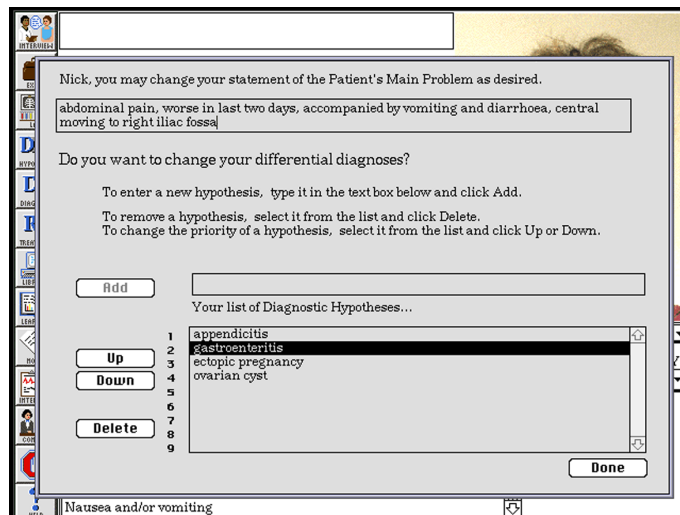 INTERVIEW
Nick, you may change your statement of the Patient's Main Problem as desired.
abdominal pain, worse in last two days, accompanied by vomiting and diarrhoea, central
moving to right iliac fossa
Do you want to change your differential diagnoses?
To enter a new hypothesis, type it in the text box below and click Add.
To remove a hypothesis, select it from the list and click Delete.
To change the priority of a hypothesis, select it from the list and click Up or Down.
Add
Your list of Diagnostic Hypotheses...
1 appendicitis
2 gastroenteritis
3 ectopic pregnancy
4 ovarian cyst
5
6
7
8
9
Up
Down
Delete
Done
Nausea and/or vomiting
HELP